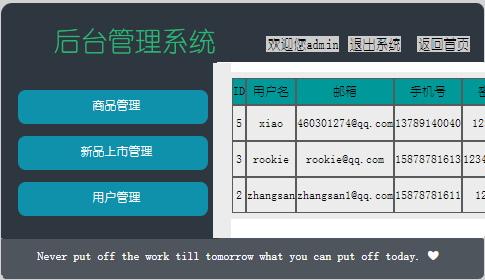 后台管理系统
欢迎您admin 退出系统 返回首页
商品管理
新品上市管理
用户管理
ID 用户名 邮箱 手机号
5 xiao 460301274@qq.com 13789140040
3 rookie rookie@qq.com 15878781613
2 zhangsan zhangsan1@qq.com 15878781611
Never put off the work till tomorrow what you can put off today.